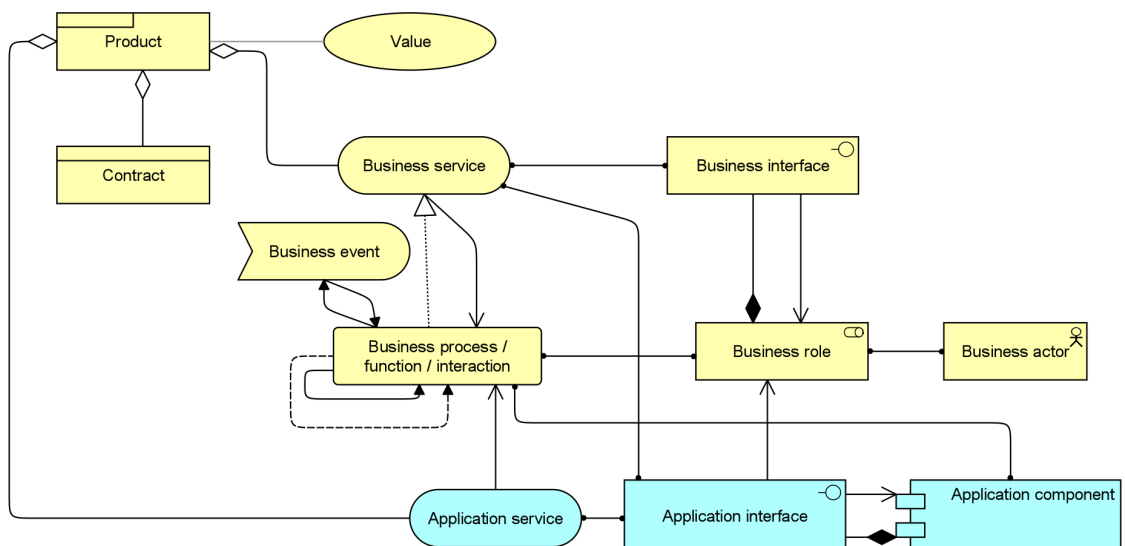 Product
Value
Contract
Business service
Business interface
Business event
Business process /
function / interaction
Business role
Business actor
Application service
Application interface
Application component